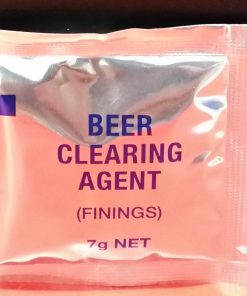 BEER
CLEARING
AGENT
(FININGS)
7g NET